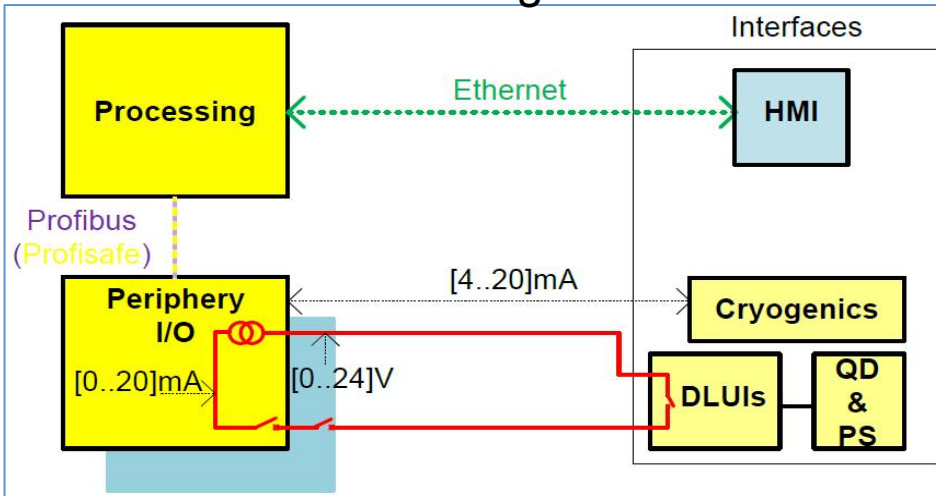 Interfaces
Processing
Ethernet
HMI
Profibus
(Profisafe)
Periphery
I/O
[4..20]mA
Cryogenics
[0..20]mA
[0..24]V
DLUIs
QD
&
PS